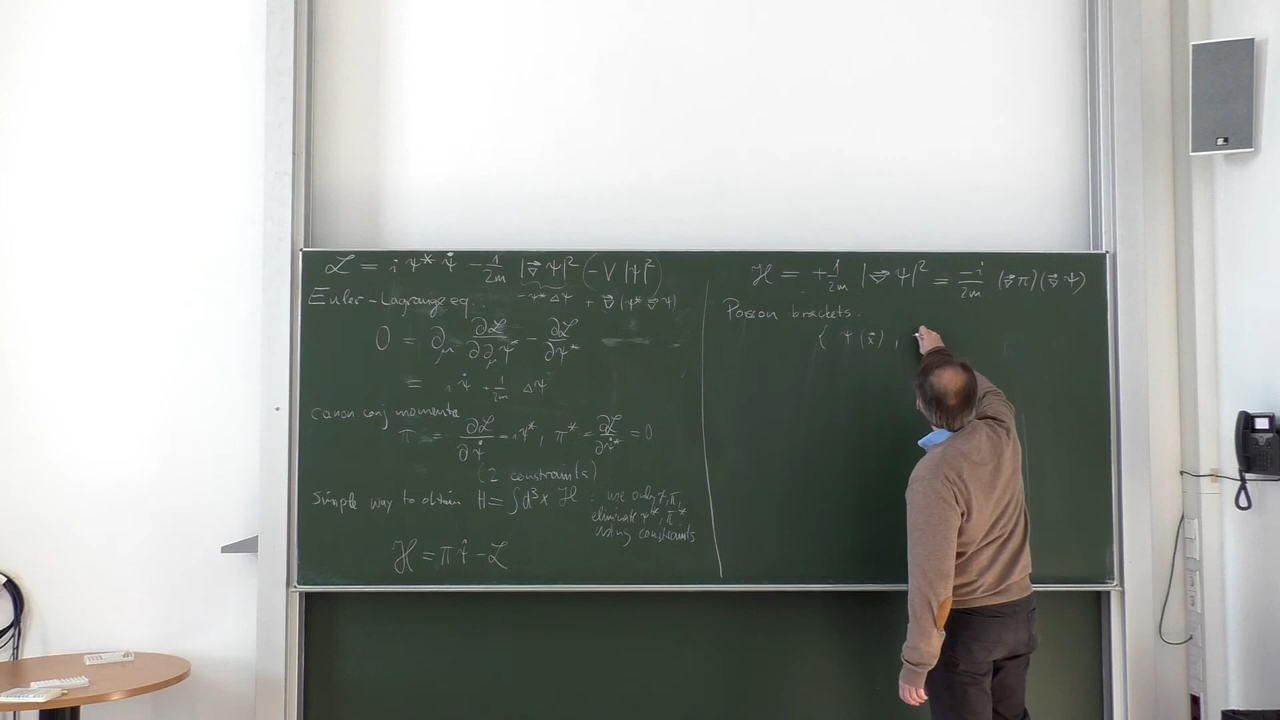 ℒ = i ψ* ψ̇ - 1/2m |∇⃗ ψ|² (-V |ψ|²)
Euler-Lagrange eq. -ψ* Δψ + ∇⃗ (ψ* ∇⃗ ψ)
0 = ∂_μ ∂ℒ/∂∂_μψ* - ∂ℒ/∂ψ*
= i ψ̇ + 1/2m Δψ
canon conj momenta
π = ∂ℒ/∂ψ̇ = iψ*, π* = ∂ℒ/∂ψ̇* = 0
(2 constraints)
Simple way to obtain H = ∫d³x ℋ : use only ψ, π,
eliminate ψ*, π*
using constraints
ℋ = π ψ̇ - ℒ
ℋ = +1/2m |∇⃗ ψ|² = -i/2m (∇⃗π)(∇⃗ψ)
Poisson brackets.
{ ψ(x⃗),